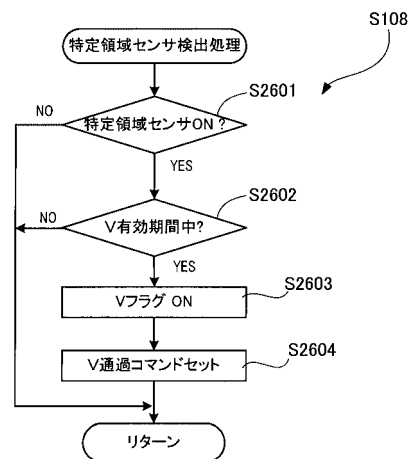 特定領域センサ検出処理
S108
S2601
特定領域センサON?
NO
YES
S2602
V有効期間中?
NO
YES
S2603
Vフラグ ON
S2604
V通過コマンドセット
リターン